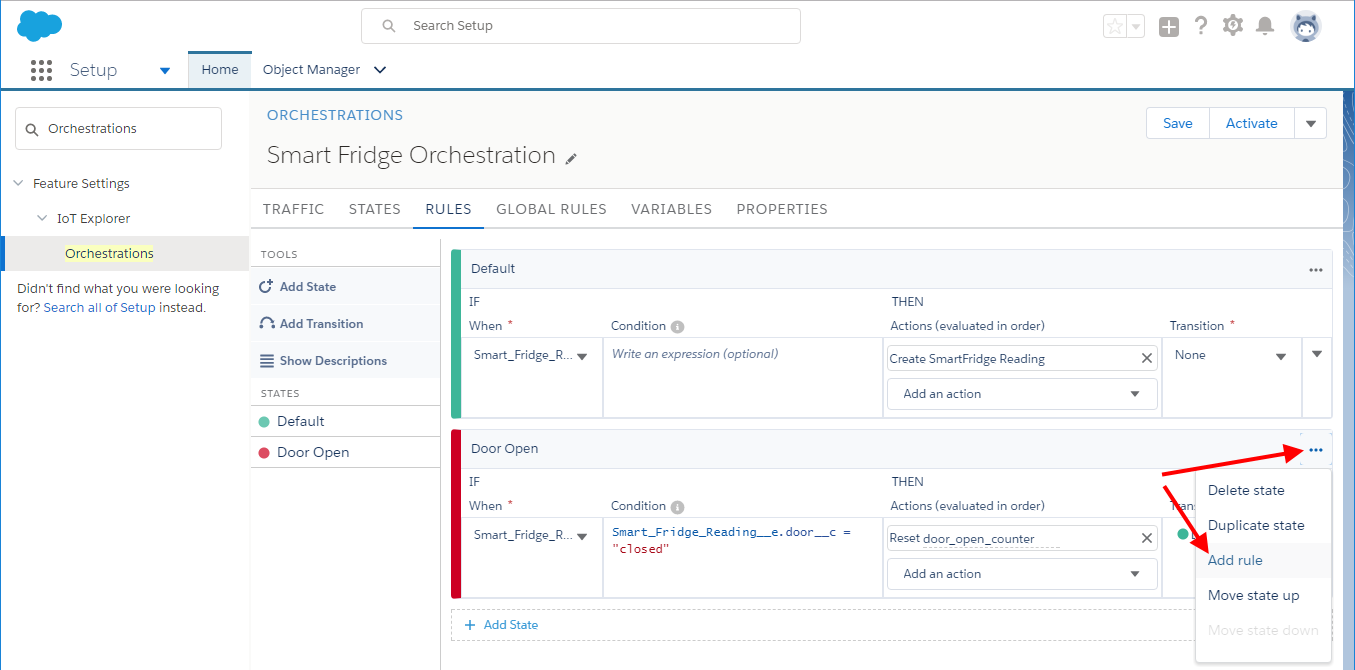 Search Setup
Setup
Home
Object Manager
Orchestrations
Feature Settings
IoT Explorer
Orchestrations
Didn't find what you were looking
for? Search all of Setup instead.
ORCHESTRATIONS
Smart Fridge Orchestration
Save
Activate
TRAFFIC
STATES
RULES
GLOBAL RULES
VARIABLES
PROPERTIES
TOOLS
Add State
Add Transition
Show Descriptions
STATES
Default
Door Open
Default
IF
THEN
When *
Condition
Actions (evaluated in order)
Transition *
Smart_Fridge_R...
Write an expression (optional)
Create SmartFridge Reading
None
Add an action
Door Open
IF
THEN
When *
Condition
Actions (evaluated in order)
Smart_Fridge_R...
Smart_Fridge_Reading__e.door__c =
"closed"
Reset door_open_counter
Add an action
Delete state
Duplicate state
Add rule
Move state up
Move state down
+ Add State